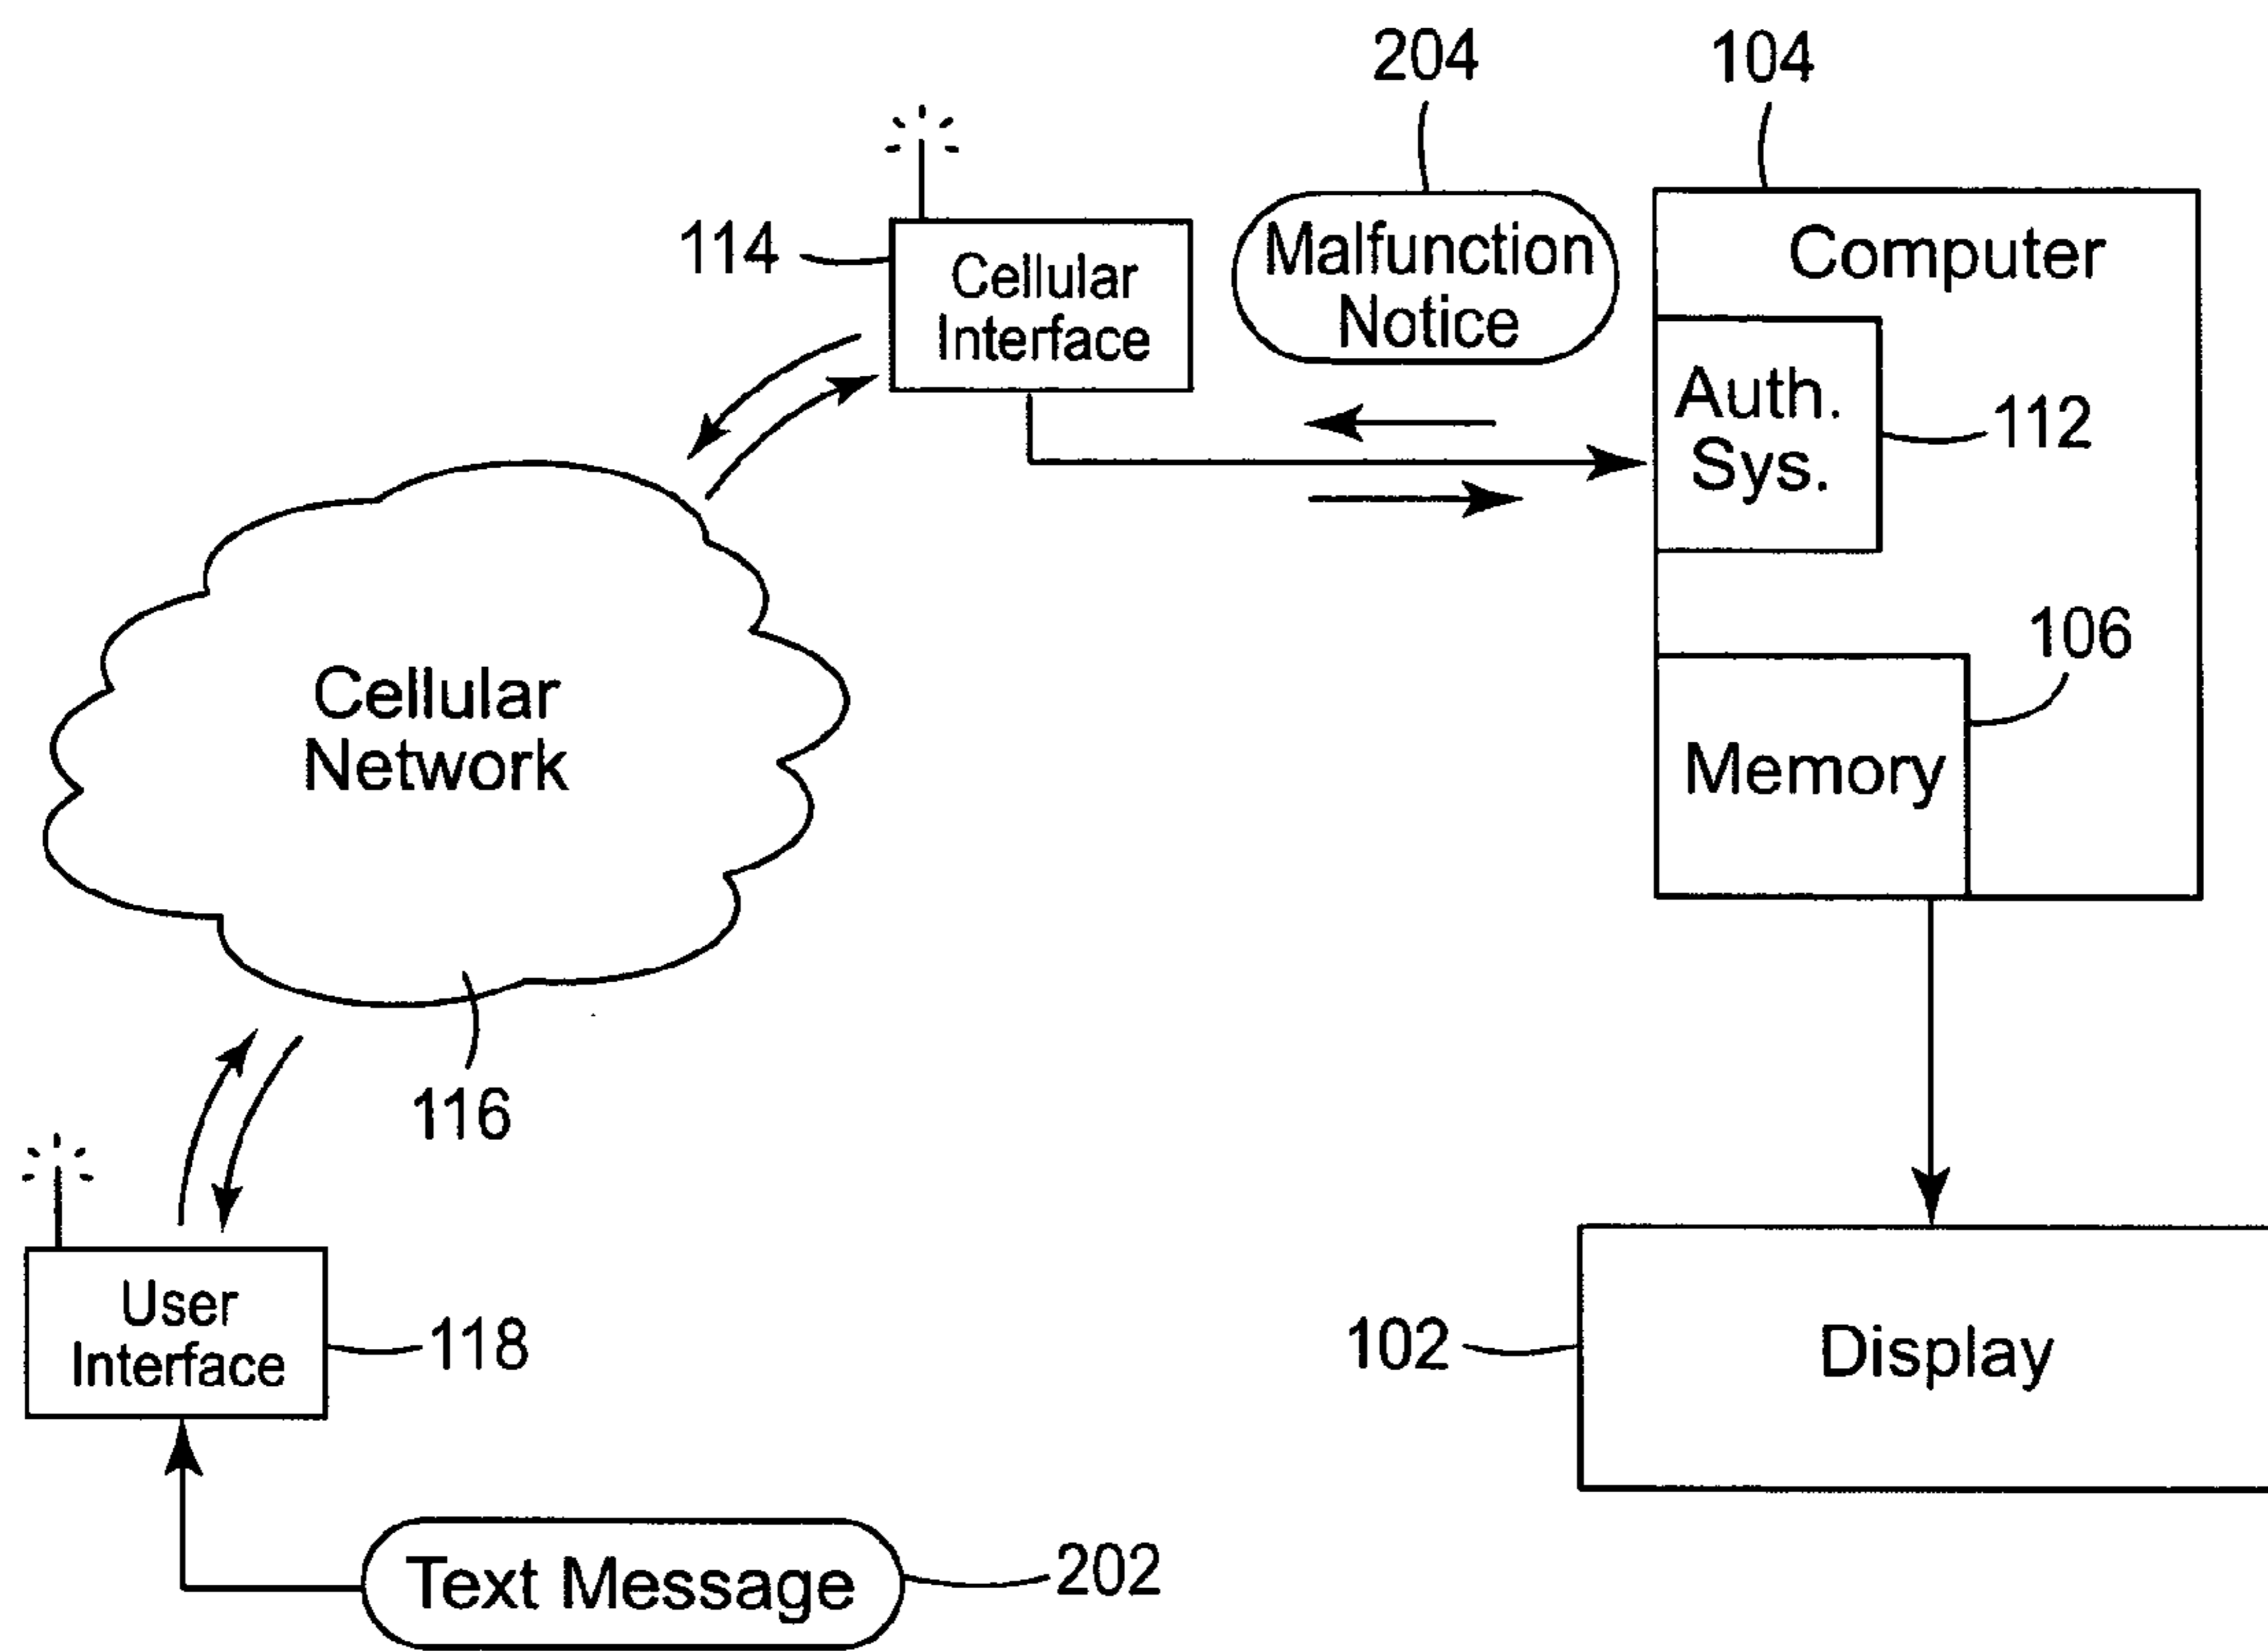 204
104
114
Cellular
Interface
Malfunction
Notice
Computer
Auth.
Sys.
112
106
Memory
Cellular
Network
116
User
Interface
118
102
Display
Text Message
202